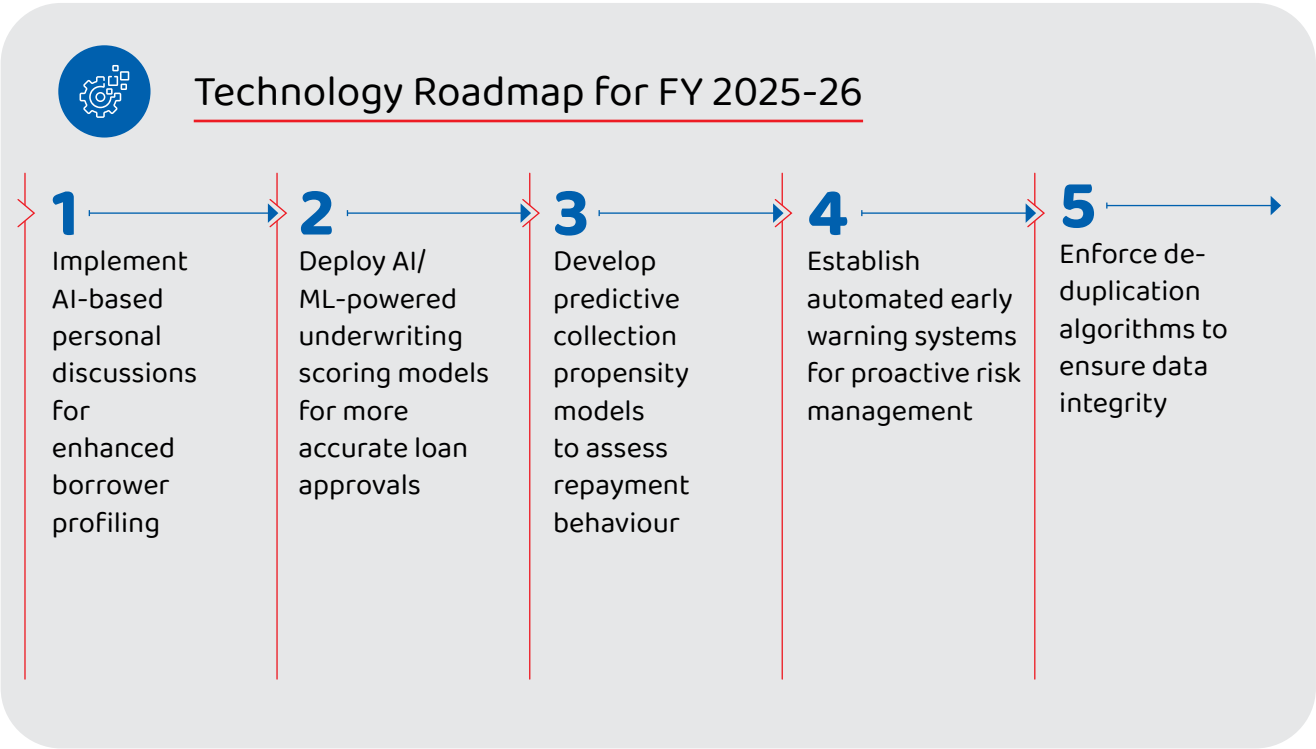 Technology Roadmap for FY 2025-26
1
Implement
AI-based
personal
discussions
for
enhanced
borrower
profiling
2
Deploy AI/
ML-powered
underwriting
scoring models
for more
accurate loan
approvals
3
Develop
predictive
collection
propensity
models
to assess
repayment
behaviour
4
Establish
automated early
warning systems
for proactive risk
management
5
Enforce de-
duplication
algorithms to
ensure data
integrity